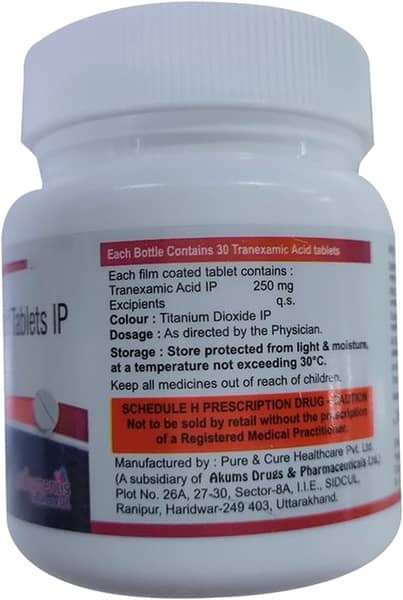 Tablets IP
Each Bottle Contains 30 Tranexamic Acid tablets
Each film coated tablet contains :
Tranexamic Acid IP 250 mg
Excipients q.s.
Colour : Titanium Dioxide IP
Dosage : As directed by the Physician.
Storage : Store protected from light & moisture,
at a temperature not exceeding 30°C.
Keep all medicines out of reach of children.
SCHEDULE H PRESCRIPTION DRUG - CAUTION
Not to be sold by retail without the prescription
of a Registered Medical Practitioner.
Manufactured by : Pure & Cure Healthcare Pvt. Ltd.
(A subsidiary of Akums Drugs & Pharmaceuticals Ltd.)
Plot No. 26A, 27-30, Sector-8A, I.I.E., SIDCUL,
Ranipur, Haridwar-249 403, Uttarakhand.